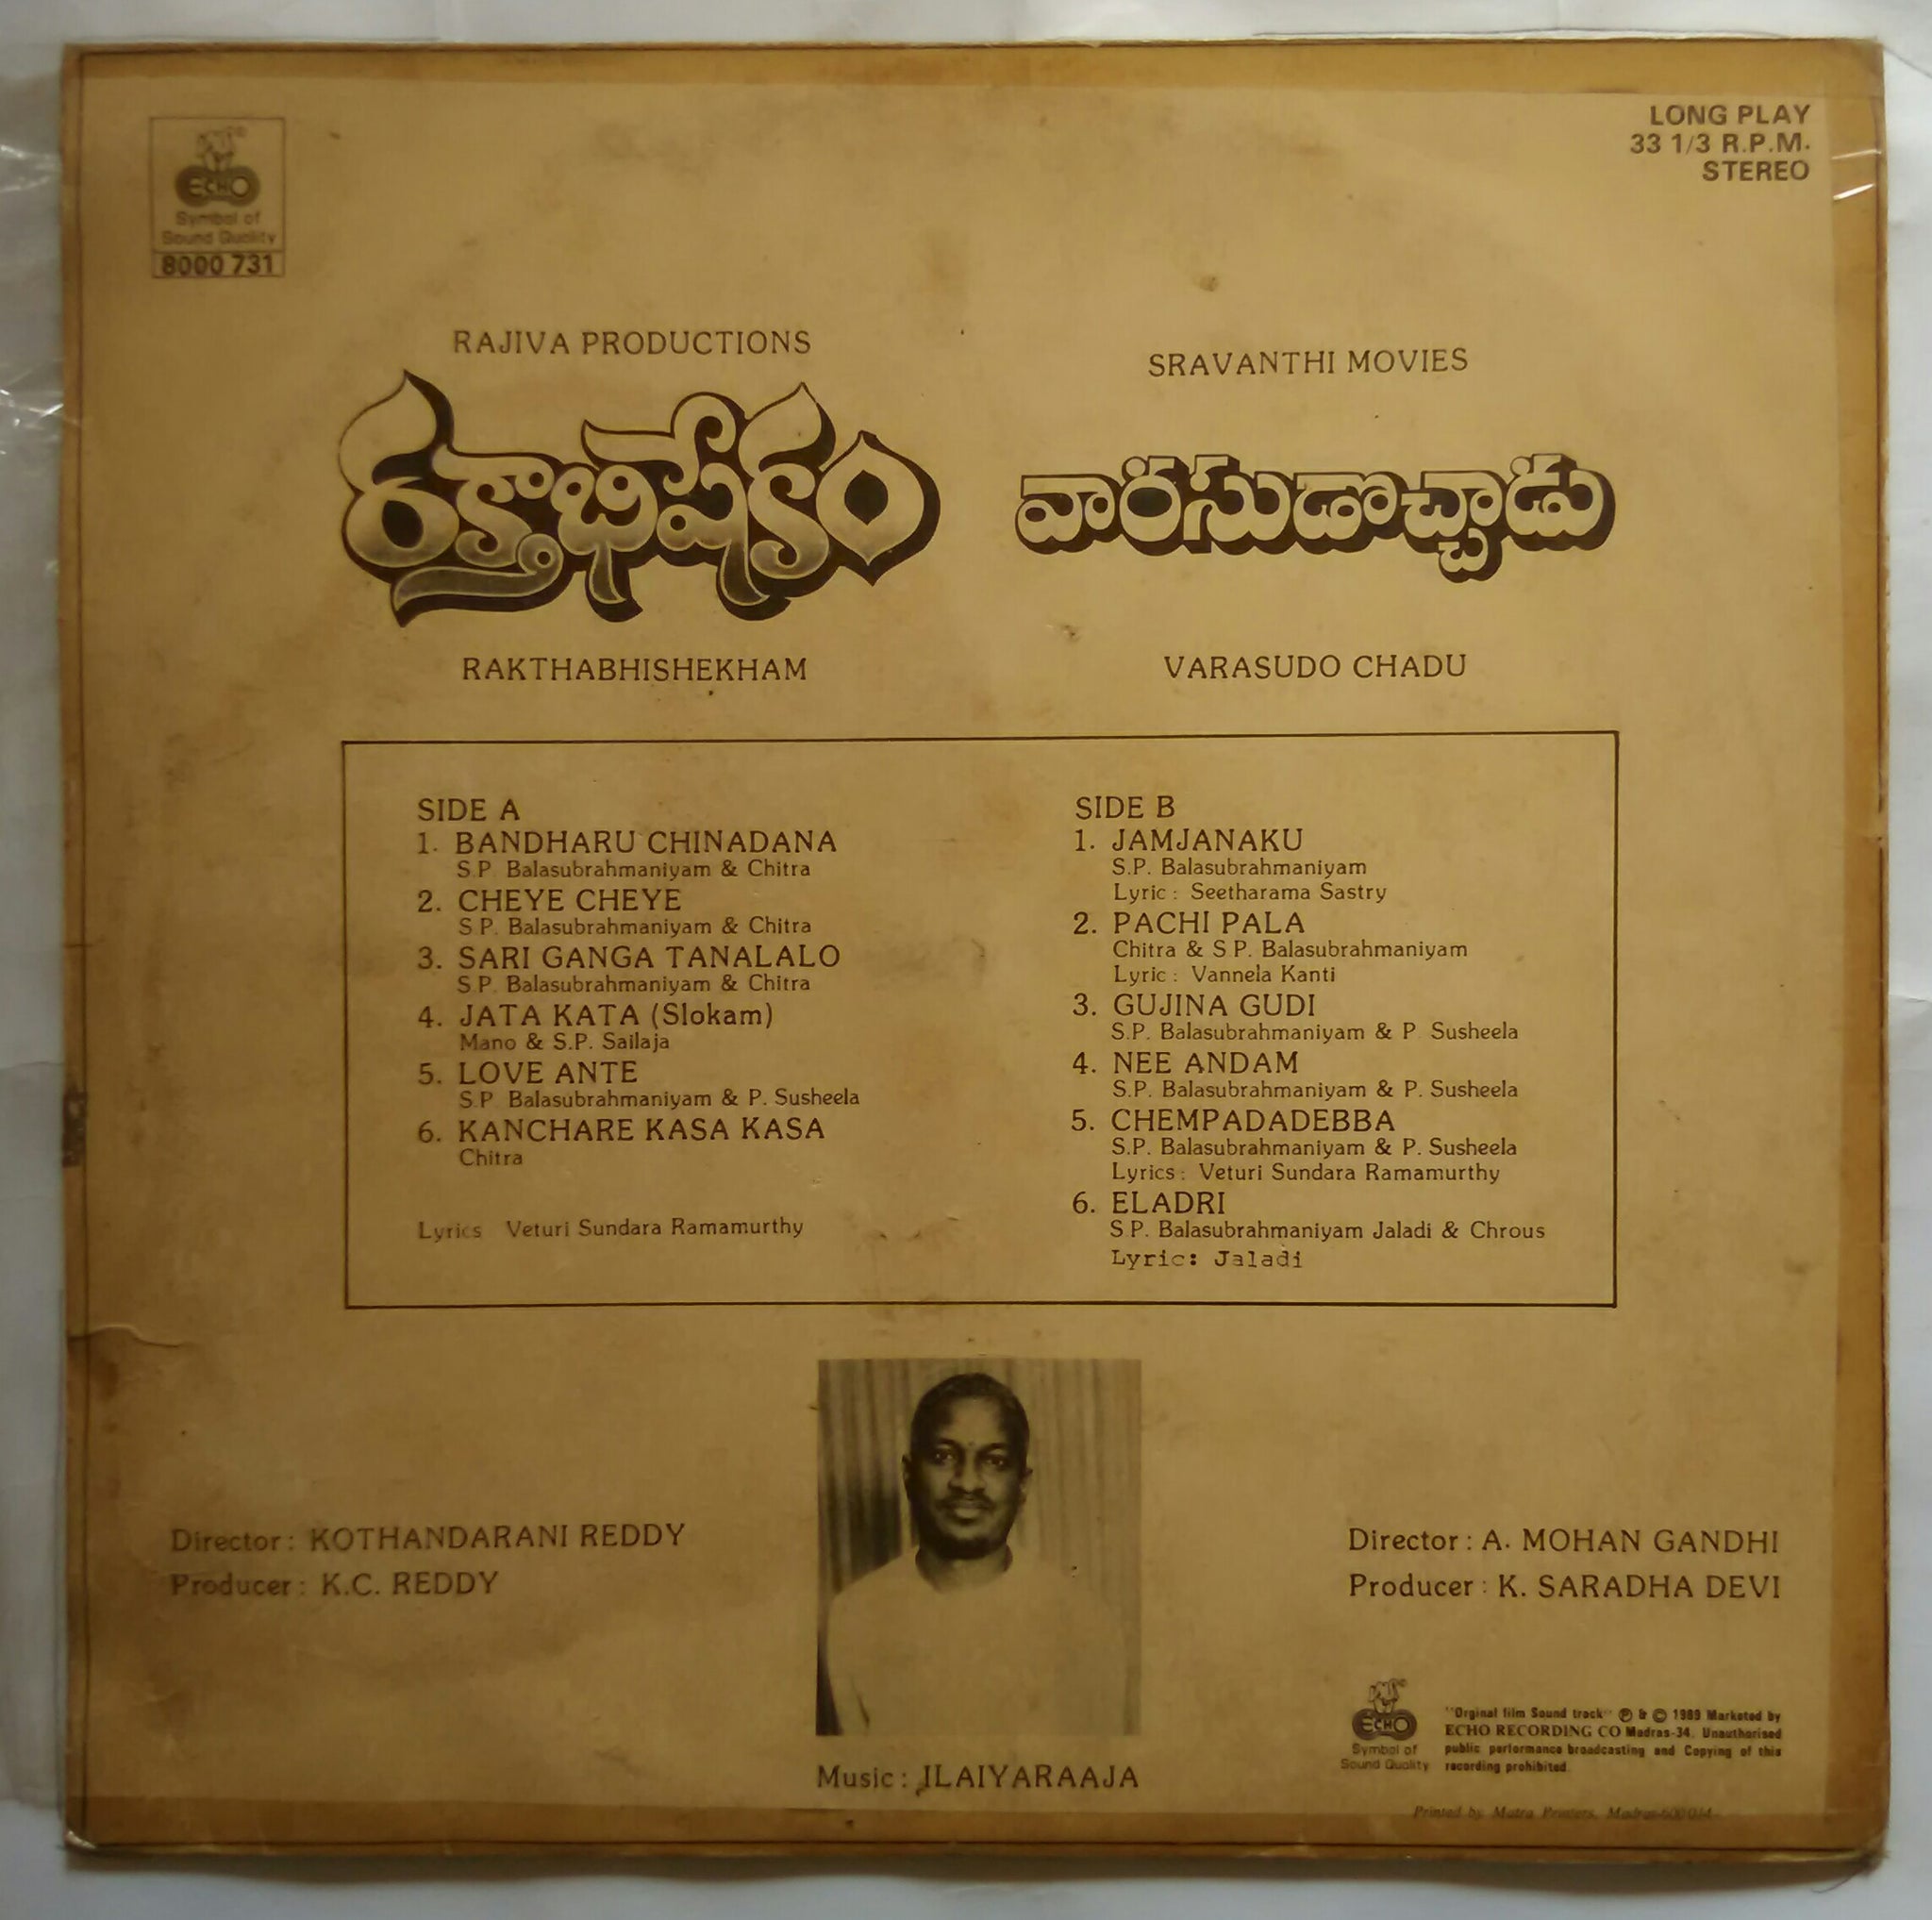 ECHO
Symbol of
Sound Quality
8000 731
LONG PLAY
33 1/3 R.P.M.
STEREO
RAJIVA PRODUCTIONS
రక్తాభిషేకం
RAKTHABHISHEKHAM
SRAVANTHI MOVIES
వారసుడొచ్చాడు
VARASUDO CHADU
SIDE A
1. BANDHARU CHINADANA
S.P. Balasubrahmaniyam & Chitra
2. CHEYE CHEYE
S.P. Balasubrahmaniyam & Chitra
3. SARI GANGA TANALALO
S.P. Balasubrahmaniyam & Chitra
4. JATA KATA (Slokam)
Mano & S.P. Sailaja
5. LOVE ANTE
S.P. Balasubrahmaniyam & P. Susheela
6. KANCHARE KASA KASA
Chitra
Lyrics Veturi Sundara Ramamurthy
SIDE B
1. JAMJANAKU
S.P. Balasubrahmaniyam
Lyric : Seetharama Sastry
2. PACHI PALA
Chitra & S.P. Balasubrahmaniyam
Lyric : Vannela Kanti
3. GUJINA GUDI
S.P. Balasubrahmaniyam & P. Susheela
4. NEE ANDAM
S.P. Balasubrahmaniyam & P. Susheela
5. CHEMPADADEBBA
S.P. Balasubrahmaniyam & P. Susheela
Lyrics : Veturi Sundara Ramamurthy
6. ELADRI
S.P. Balasubrahmaniyam Jaladi & Chrous
Lyric: Jaladi
Director : KOTHANDARANI REDDY
Producer : K.C. REDDY
Music : ILAIYARAAJA
Director : A. MOHAN GANDHI
Producer : K. SARADHA DEVI
ECHO
Symbol of
Sound Quality
"Orginal film Sound track" ℗ & © 1989 Marketed by
ECHO RECORDING CO Madras-34. Unauthorised
public performance broadcasting and Copying of this
recording prohibited.
Printed by Matra Printers, Madras-600 014